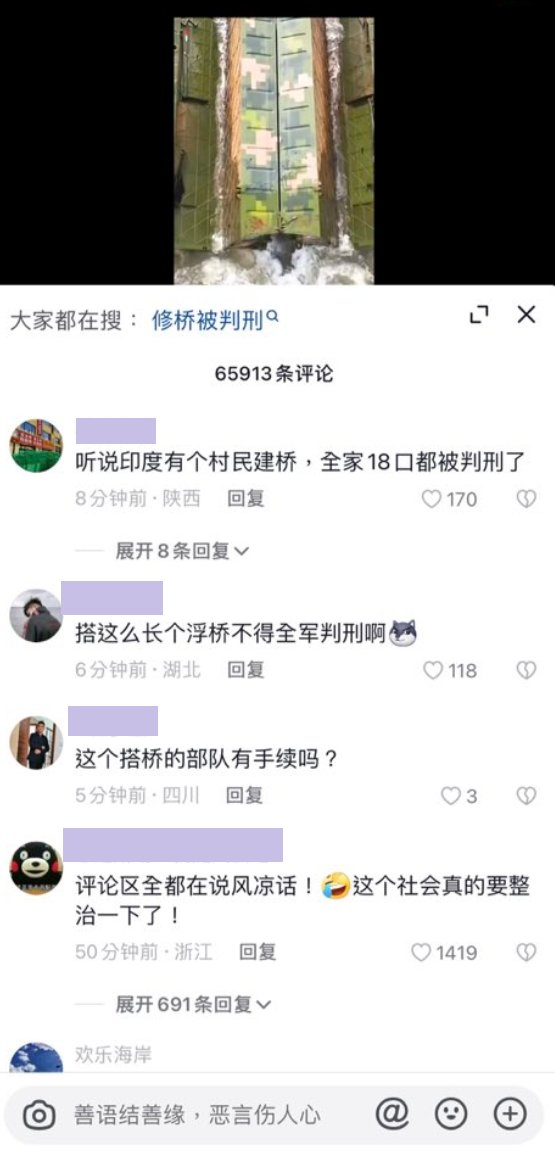 大家都在搜：修桥被判刑
65913条评论
听说印度有个村民建桥，全家18口都被判刑了
8分钟前·陕西 回复 170
展开8条回复
搭这么长个浮桥不得全军判刑啊
6分钟前·湖北 回复 118
这个搭桥的部队有手续吗？
5分钟前·四川 回复 3
评论区全都在说风凉话！🤣这个社会真的要整
治一下了！
50分钟前·浙江 回复 1419
展开691条回复
欢乐海岸
善语结善缘，恶言伤人心